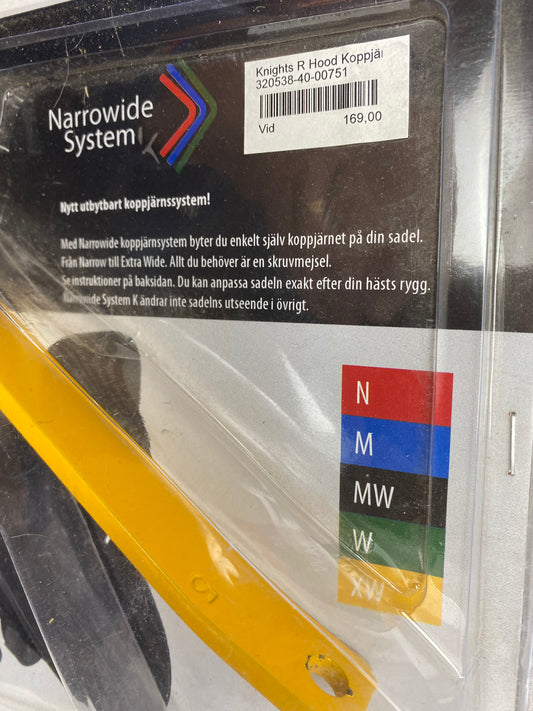 Knights R Hood Koppjär
320538-40-00751
Vid 169,00
Narrowide
System K
Nytt utbytbart koppjärnssystem!
Med Narrowide koppjärnsystem byter du enkelt själv koppjärnet på din sadel.
Från Narrow till Extra Wide. Allt du behöver är en skruvmejsel.
Se instruktioner på baksidan. Du kan anpassa sadeln exakt efter din hästs rygg.
Narrowide System K ändrar inte sadelns utseende i övrigt.
N
M
MW
W
XW
5